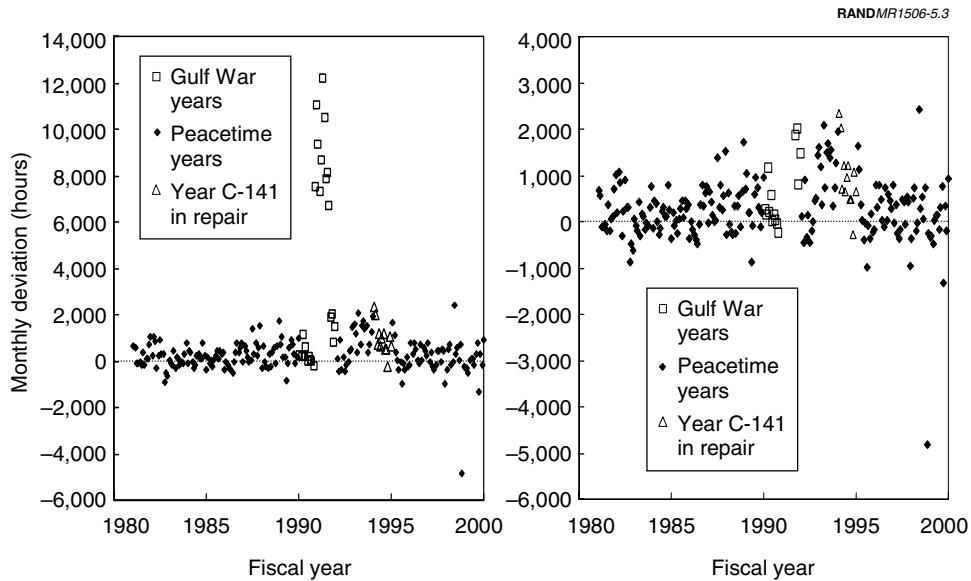 RANDMR1506-5.3
14,000
12,000
10,000
8,000
6,000
4,000
2,000
0
–2,000
–4,000
–6,000
Monthly deviation (hours)
Gulf War
years
Peacetime
years
Year C-141
in repair
1980 1985 1990 1995 2000
Fiscal year
4,000
3,000
2,000
1,000
0
–1,000
–2,000
–3,000
–4,000
–5,000
–6,000
Gulf War
years
Peacetime
years
Year C-141
in repair
1980 1985 1990 1995 2000
Fiscal year